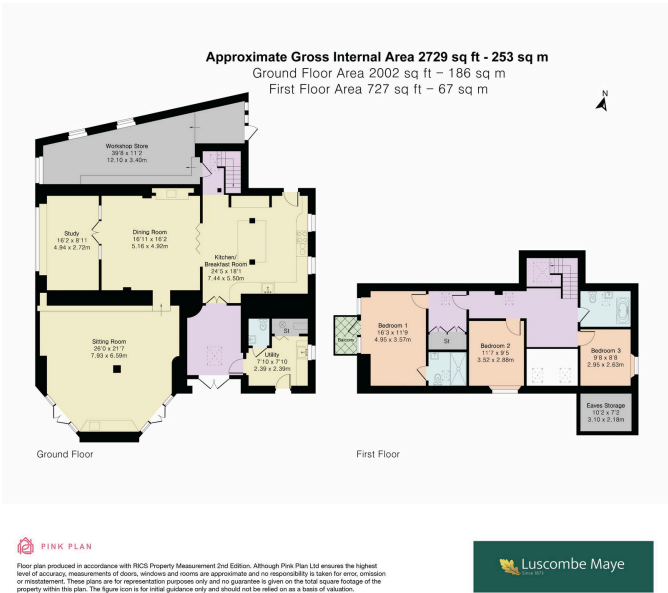 Approximate Gross Internal Area 2729 sq ft - 253 sq m
Ground Floor Area 2002 sq ft – 186 sq m
First Floor Area 727 sq ft – 67 sq m
N
Workshop Store
39'8 x 11'2
12.10 x 3.40m
Study
16'2 x 8'11
4.94 x 2.72m
Dining Room
16'11 x 16'2
5.16 x 4.92m
Kitchen/
Breakfast Room
24'5 x 18'1
7.44 x 5.50m
Sitting Room
26'0 x 21'7
7.93 x 6.59m
St
Utility
7'10 x 7'10
2.39 x 2.39m
Ground Floor
Balcony
Bedroom 1
16'3 x 11'9
4.95 x 3.57m
St
Bedroom 2
11'7 x 9'5
3.52 x 2.88m
Bedroom 3
9'8 x 8'8
2.95 x 2.63m
Eaves Storage
10'2 x 7'2
3.10 x 2.18m
First Floor
PINK PLAN
Floor plan produced in accordance with RICS Property Measurement 2nd Edition. Although Pink Plan Ltd ensures the highest
level of accuracy, measurements of doors, windows and rooms are approximate and no responsibility is taken for error, omission
or misstatement. These plans are for representation purposes only and no guarantee is given on the total square footage of the
property within this plan. The figure icon is for initial guidance only and should not be relied on as a basis of valuation.
Luscombe Maye
Since 1873